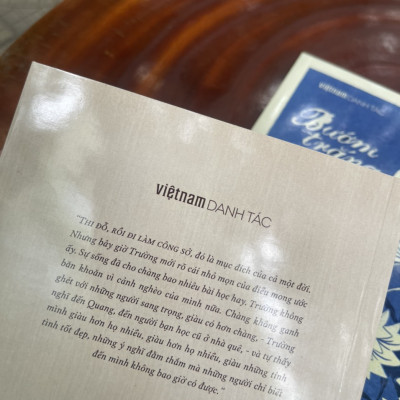 việtnam DANH TÁC
Bướm
trắng
việtnam DANH TÁC
"THI ĐỖ, RỒI ĐI LÀM CÔNG SỞ, đó là mục đích của cả một đời.
Nhưng bây giờ Trường mới rõ cái nhỏ mọn của điều mong ước
ấy. Sự sống đã cho chàng bao nhiêu bài học hay. Trường không
băn khoăn vì cảnh nghèo của mình nữa. Chàng không ganh
ghét với những người sang trọng, giàu có hơn chàng. - Trường
nghĩ đến Quang, đến người bạn học cũ ở nhà quê, - và tự thấy
mình giàu hơn họ nhiều, giàu hơn họ nhiều, giàu những tính
tình tốt đẹp, những ý nghĩ đằm thắm mà những người chỉ biết
đến mình không bao giờ có được."